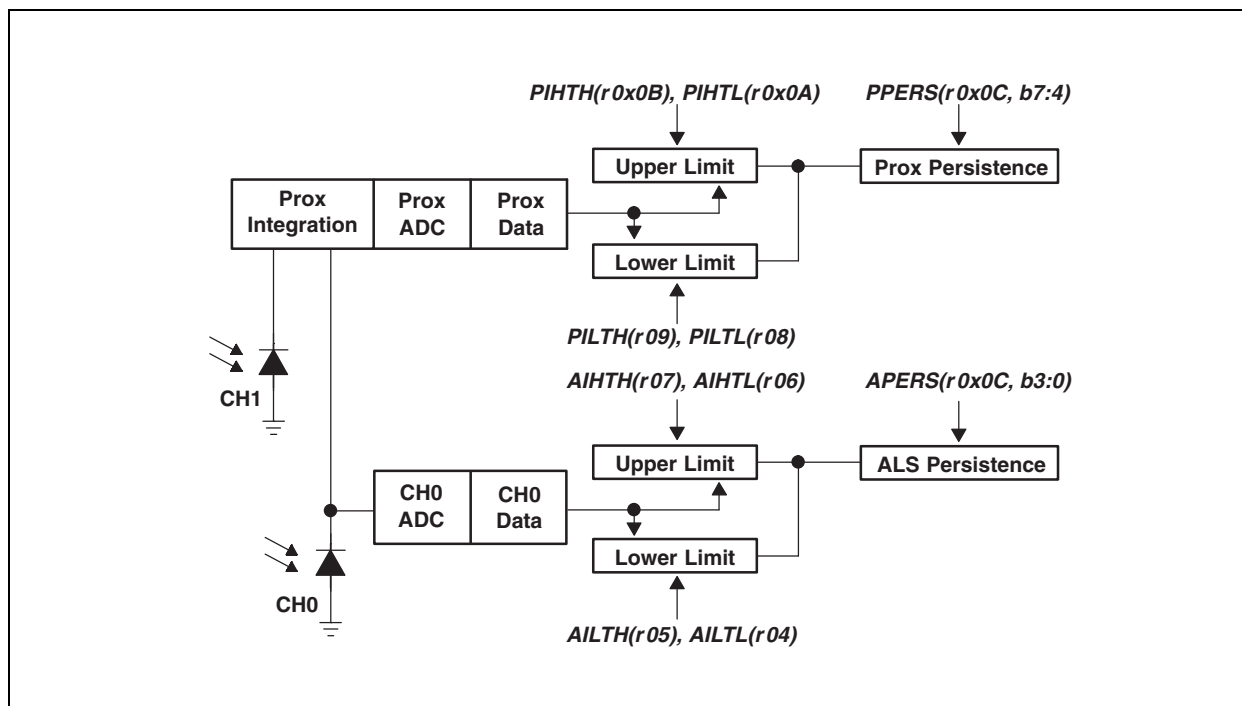 PIHTH(r0x0B), PIHTL(r0x0A)
PPERS(r0x0C, b7:4)
Upper Limit
Prox Persistence
Prox
Integration
Prox
ADC
Prox
Data
Lower Limit
PILTH(r09), PILTL(r08)
CH1
AIHTH(r07), AIHTL(r06)
APERS(r0x0C, b3:0)
Upper Limit
ALS Persistence
CH0
ADC
CH0
Data
Lower Limit
CH0
AILTH(r05), AILTL(r04)